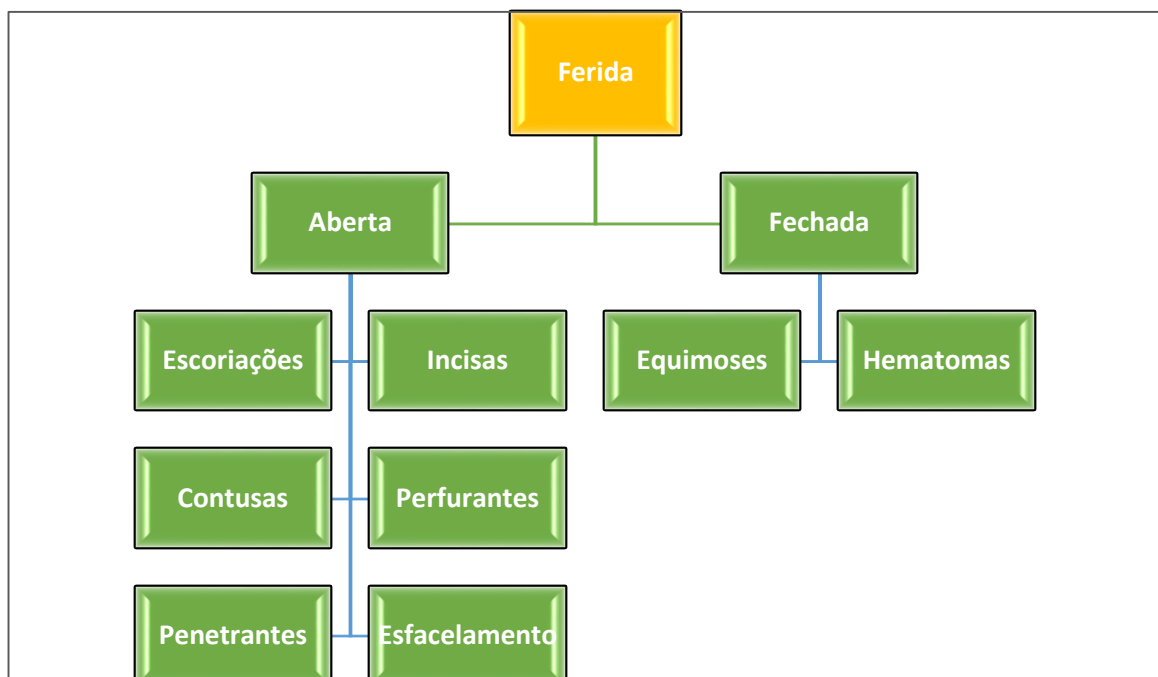 Ferida
Aberta
Fechada
Escoriações
Incisas
Equimoses
Hematomas
Contusas
Perfurantes
Penetrantes
Esfacelamento